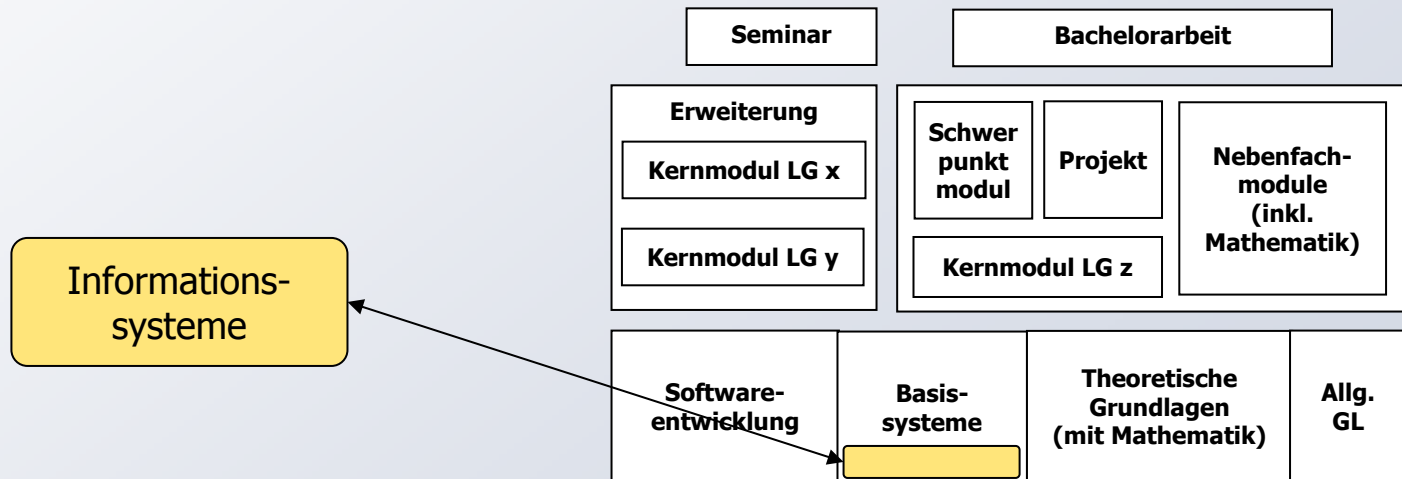 Seminar
Bachelorarbeit
Erweiterung
Kernmodul LG x
Kernmodul LG y
Schwer
punkt
modul
Projekt
Kernmodul LG z
Nebenfach-
module
(inkl.
Mathematik)
Informations-
systeme
Software-
entwicklung
Basis-
systeme
Theoretische
Grundlagen
(mit Mathematik)
Allg.
GL